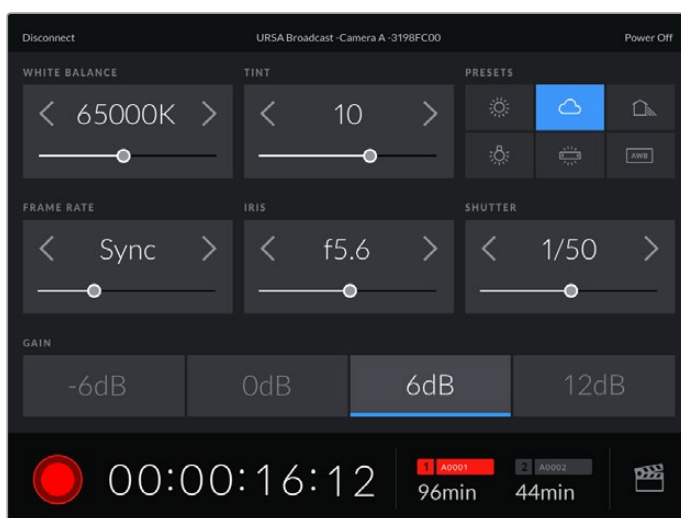 Disconnect URSA Broadcast -Camera A -3198FC00 Power Off
WHITE BALANCE TINT PRESETS
65000K 10
AWB
FRAME RATE IRIS SHUTTER
Sync f5.6 1/50
GAIN
-6dB 0dB 6dB 12dB
00:00:16:12
1 A0001 2 A0002
96min 44min